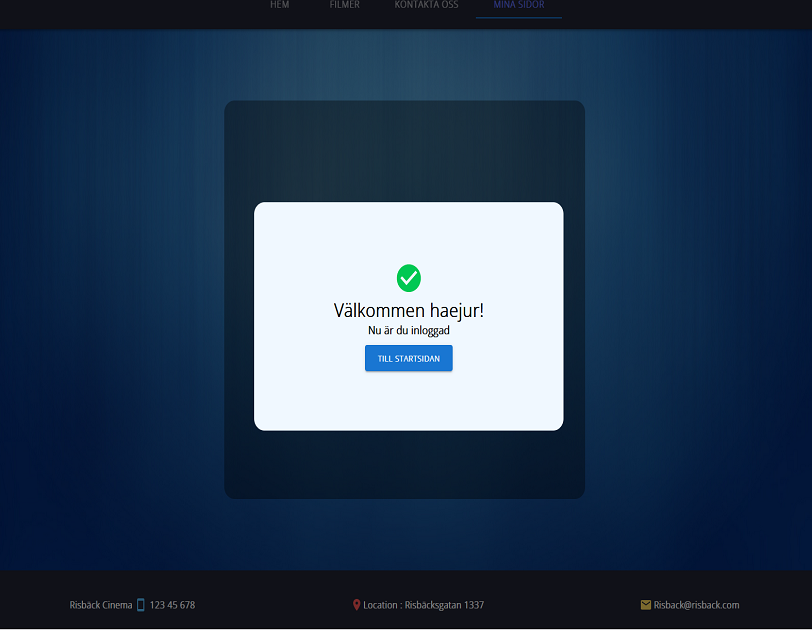 HEM FILMER KONTAKTA OSS MINA SIDOR
Välkommen haejur!
Nu är du inloggad
TILL STARTSIDAN
Risbäck Cinema 123 45 678 Location : Risbäcksgatan 1337 Risback@risback.com